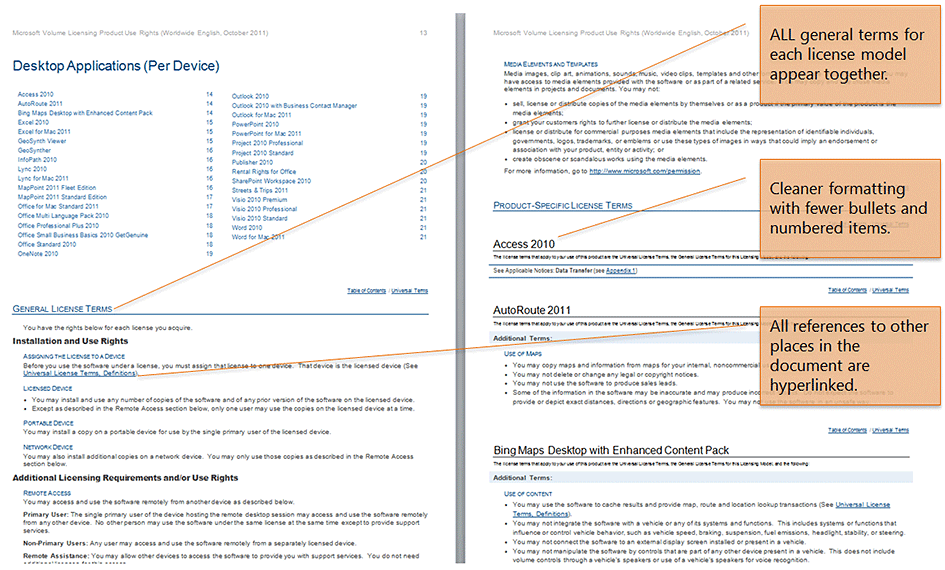 Microsoft Volume Licensing Product Use Rights (Worldwide English, October 2011) 13
Desktop Applications (Per Device)
Access 2010 14
AutoRoute 2011 14
Bing Maps Desktop with Enhanced Content Pack 14
Excel 2010 15
Excel for Mac 2011 15
GeoSynth Viewer 15
GeoSynther 16
InfoPath 2010 16
Lync 2010 16
Lync for Mac 2011 16
MapPoint 2011 Fleet Edition 16
MapPoint 2011 Standard Edition 17
Office for Mac Standard 2011 17
Office Multi Language Pack 2010 18
Office Professional Plus 2010 18
Office Small Business Basics 2010 GetGenuine 18
Office Standard 2010 18
OneNote 2010 19
Outlook 2010 19
Outlook 2010 with Business Contact Manager 19
Outlook for Mac 2011 19
PowerPoint 2010 19
PowerPoint for Mac 2011 19
Project 2010 Professional 19
Project 2010 Standard 19
Publisher 2010 20
Rental Rights for Office 20
SharePoint Workspace 2010 20
Streets & Trips 2011 21
Visio 2010 Premium 21
Visio 2010 Professional 21
Visio 2010 Standard 21
Word 2010 21
Word for Mac 2011 21
Table of Contents / Universal Terms
GENERAL LICENSE TERMS
You have the rights below for each license you acquire.
Installation and Use Rights
ASSIGNING THE LICENSE TO A DEVICE
Before you use the software under a license, you must assign that license to one device. That device is the licensed device (See
Universal License Terms, Definitions).
LICENSED DEVICE
• You may install and use any number of copies of the software and of any prior version of the software on the licensed device.
• Except as described in the Remote Access section below, only one user may use the copies on the licensed device at a time.
PORTABLE DEVICE
You may install a copy on a portable device for use by the single primary user of the licensed device.
NETWORK DEVICE
You may also install additional copies on a network device. You may only use those copies as described in the Remote Access
section below.
Additional Licensing Requirements and/or Use Rights
REMOTE ACCESS
You may access and use the software remotely from another device as described below.
Primary User: The single primary user of the device hosting the remote desktop session may access and use the software remotely
from any other device. No other person may use the software under the same license at the same time except to provide support
services.
Non-Primary Users: Any user may access and use the software remotely from a separately licensed device.
Remote Assistance: You may allow other devices to access the software to provide you with support services. You do not need
additional licenses for this access.
Microsoft Volume Licensing Product Use Rights (Worldwide English, October 2011)
MEDIA ELEMENTS AND TEMPLATES
Media images, clip art, animations, sounds, music, video clips, templates and other
have access to media elements provided with the software or as part of a related
elements in projects and documents. You may not:
• sell, license or distribute copies of the media elements by themselves or as a product if the primary value of the product is the
media elements;
• grant your customers rights to further license or distribute the media elements;
• license or distribute for commercial purposes media elements that include the representation of identifiable individuals,
governments, logos, trademarks, or emblems or use these types of images in ways that could imply an endorsement or
association with your product, entity or activity; or
• create obscene or scandalous works using the media elements.
For more information, go to http://www.microsoft.com/permission.
PRODUCT-SPECIFIC LICENSE TERMS
Access 2010
The license terms that apply to your use of this product are the Universal License Terms, the General License Terms for this Licensing
See Applicable Notices: Data Transfer (see Appendix 1)
Table of Contents / Universal Terms
AutoRoute 2011
The license terms that apply to your use of this product are the Universal License Terms, the General License Terms for this Licensing
Additional Terms:
USE OF MAPS
• You may copy maps and information from maps for your internal, noncommercial
• You may not delete or change any legal or copyright notices.
• You may not use the software to produce sales leads.
• Some of the information in the software may be inaccurate and may produce
provide or depict exact distances, directions or geographic features. You may
Table of Contents / Universal Terms
Bing Maps Desktop with Enhanced Content Pack
The license terms that apply to your use of this product are the Universal License Terms, the General License Terms for this Licensing Model, and the following:
Additional Terms:
USE OF CONTENT
• You may use the software to cache results and provide map, route and location lookup transactions (See Universal License
Terms, Definitions).
• You may not integrate the software with a vehicle or any of its systems and functions. This includes systems or functions that
influence or control vehicle behavior, such as vehicle speed, braking, suspension, fuel emissions, headlight, stability, or steering.
• You may not connect the software to an external display screen installed or present in a vehicle.
• You may not manipulate the software by controls that are part of any other device present in a vehicle. This does not include
volume controls through a vehicle's speakers or use of a vehicle's speakers for voice recognition.
ALL general terms for
each license model
appear together.
Cleaner formatting
with fewer bullets and
numbered items.
All references to other
places in the
document are
hyperlinked.